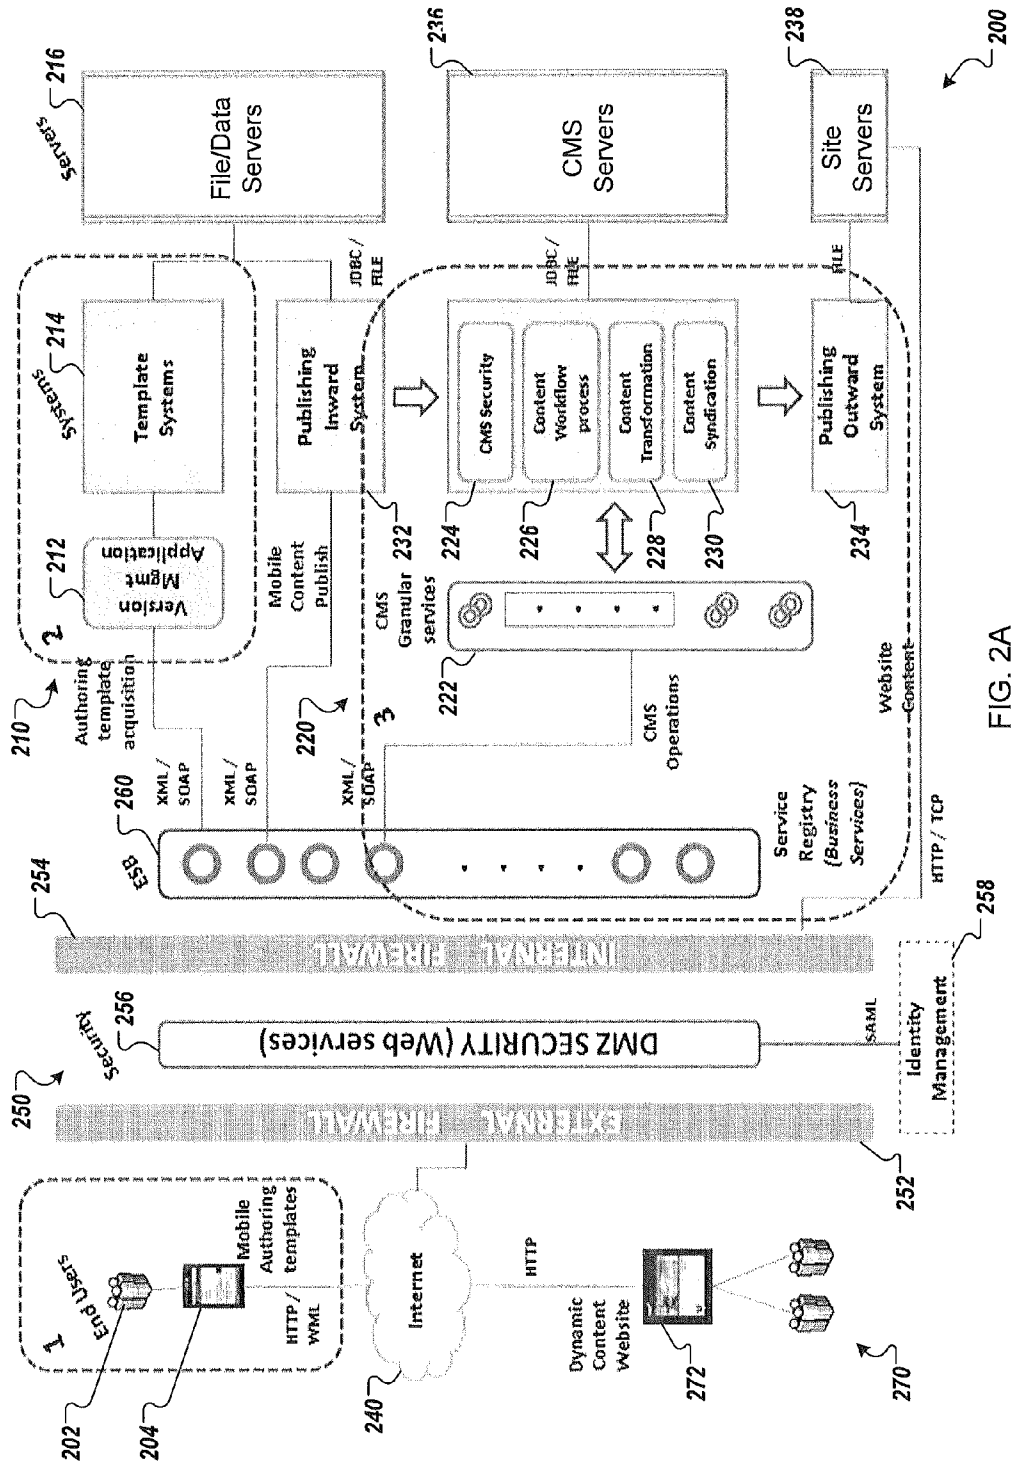 End Users
1
202
204
Mobile
Authoring
templates
HTTP /
WML
240
Internet
HTTP
Dynamic
Content
Website
272
270
250
Security
252
EXTERNAL FIREWALL
256
DMZ SECURITY (Web services)
SAML
Identity
Management
258
254
INTERNAL FIREWALL
260
ESB
XML /
SOAP
XML /
SOAP
XML /
SOAP
Service
Registry
(Business
Services)
HTTP / TCP
210
Authoring
template
acquisition
2
212
Version
Mgmt
Application
Systems
214
Template
Systems
Servers
216
File/Data
Servers
Mobile
Content
Publish
Publishing
Inward
System
232
JDBC /
FILE
220
3
CMS
Granular
services
222
CMS
Operations
224
CMS Security
226
Content
Workflow
process
228
Content
Transformation
230
Content
Syndication
JDBC /
FILE
236
CMS
Servers
234
Publishing
Outward
System
FILE
238
Site
Servers
Website
Content
200
FIG. 2A